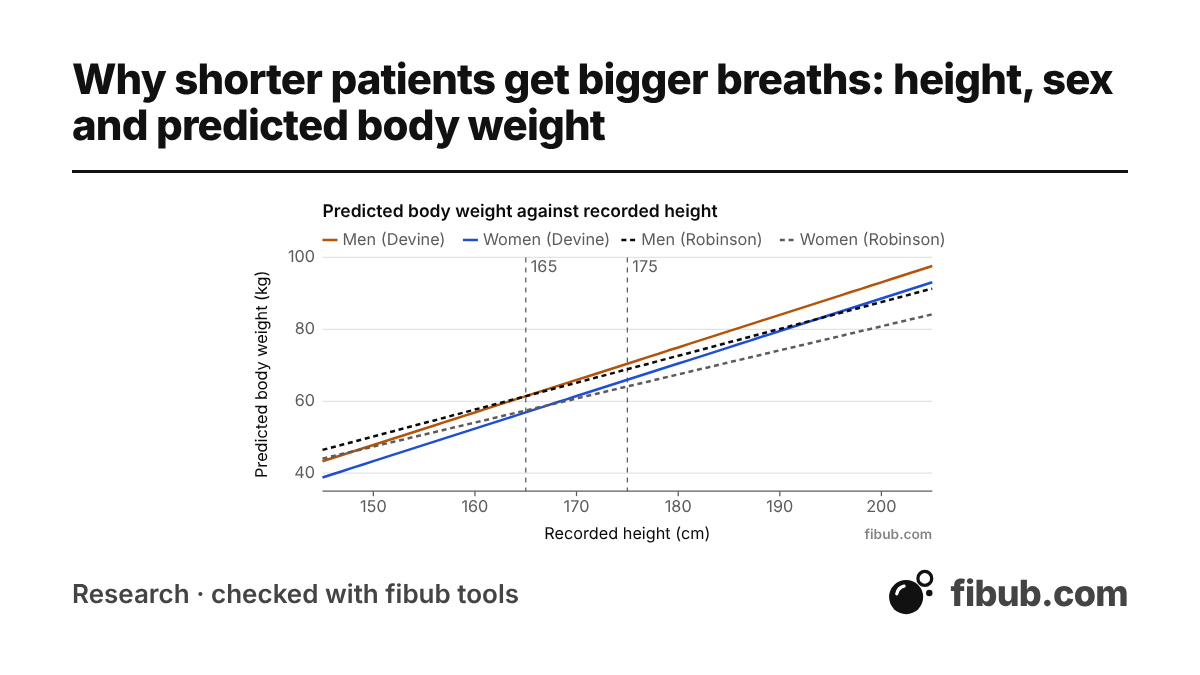 Why shorter patients get bigger breaths: height, sex
and predicted body weight
Predicted body weight against recorded height
Men (Devine) Women (Devine) Men (Robinson) Women (Robinson)
100
80
60
40
165 175
Predicted body weight (kg)
150 160 170 180 190 200
Recorded height (cm)
fibub.com
Research · checked with fibub tools
fibub.com